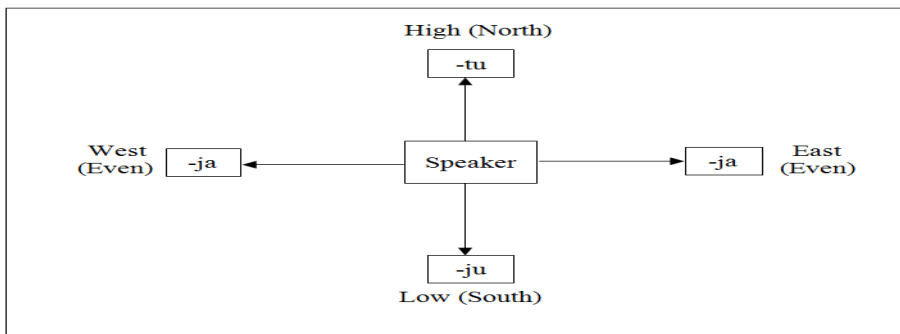 High (North)
-tu
West
(Even)
-ja
Speaker
-ja
East
(Even)
-ju
Low (South)